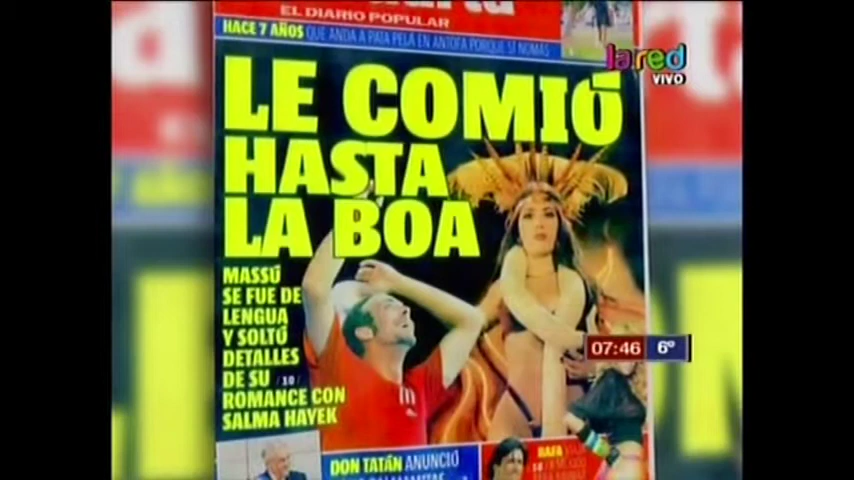 EL DIARIO POPULAR
HACE 7 AÑOS QUE ANDA A PATA PELÁ EN ANTOFA PORQUE SÍ NOMÁS
la red
VIVO
LE COMIÓ
HASTA
LA BOA
MASSÚ
SE FUE DE
LENGUA
Y SOLTÓ
DETALLES
DE SU /10/
ROMANCE CON
SALMA HAYEK
07:46 6º
DON TATÁN ANUNCIÓ
RAFA